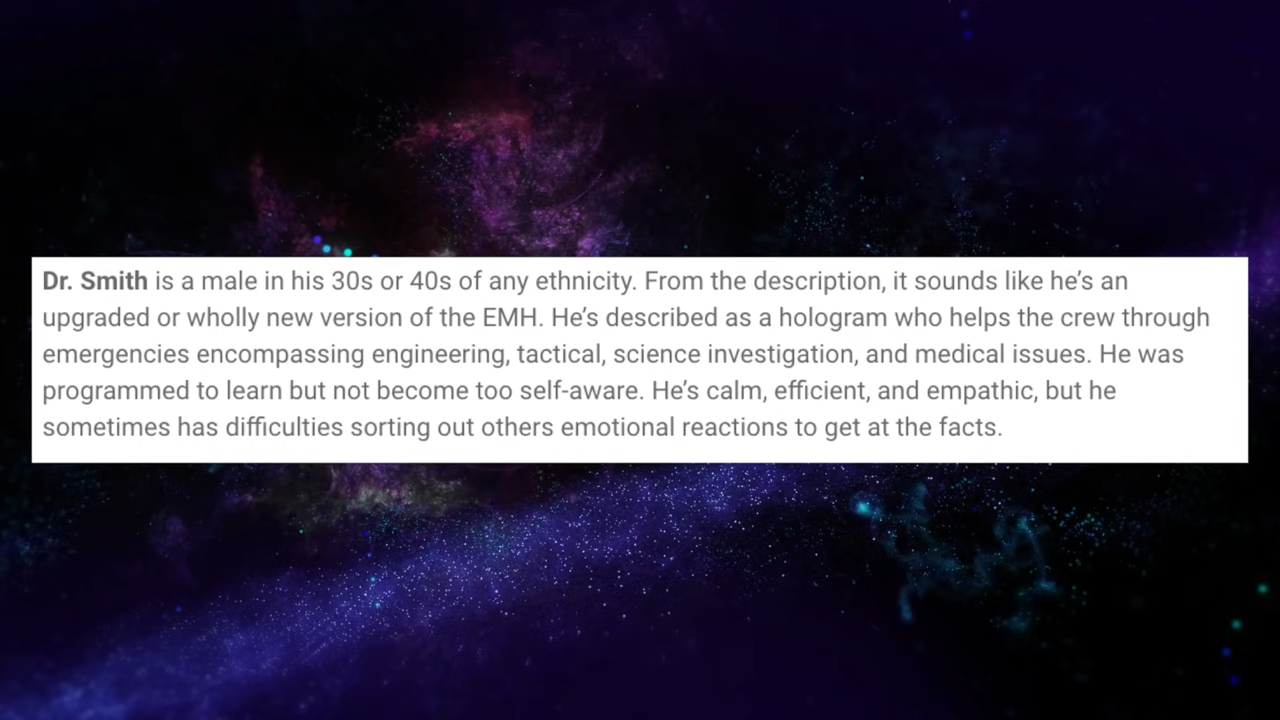 Dr. Smith is a male in his 30s or 40s of any ethnicity. From the description, it sounds like he’s an
upgraded or wholly new version of the EMH. He’s described as a hologram who helps the crew through
emergencies encompassing engineering, tactical, science investigation, and medical issues. He was
programmed to learn but not become too self-aware. He’s calm, efficient, and empathic, but he
sometimes has difficulties sorting out others emotional reactions to get at the facts.